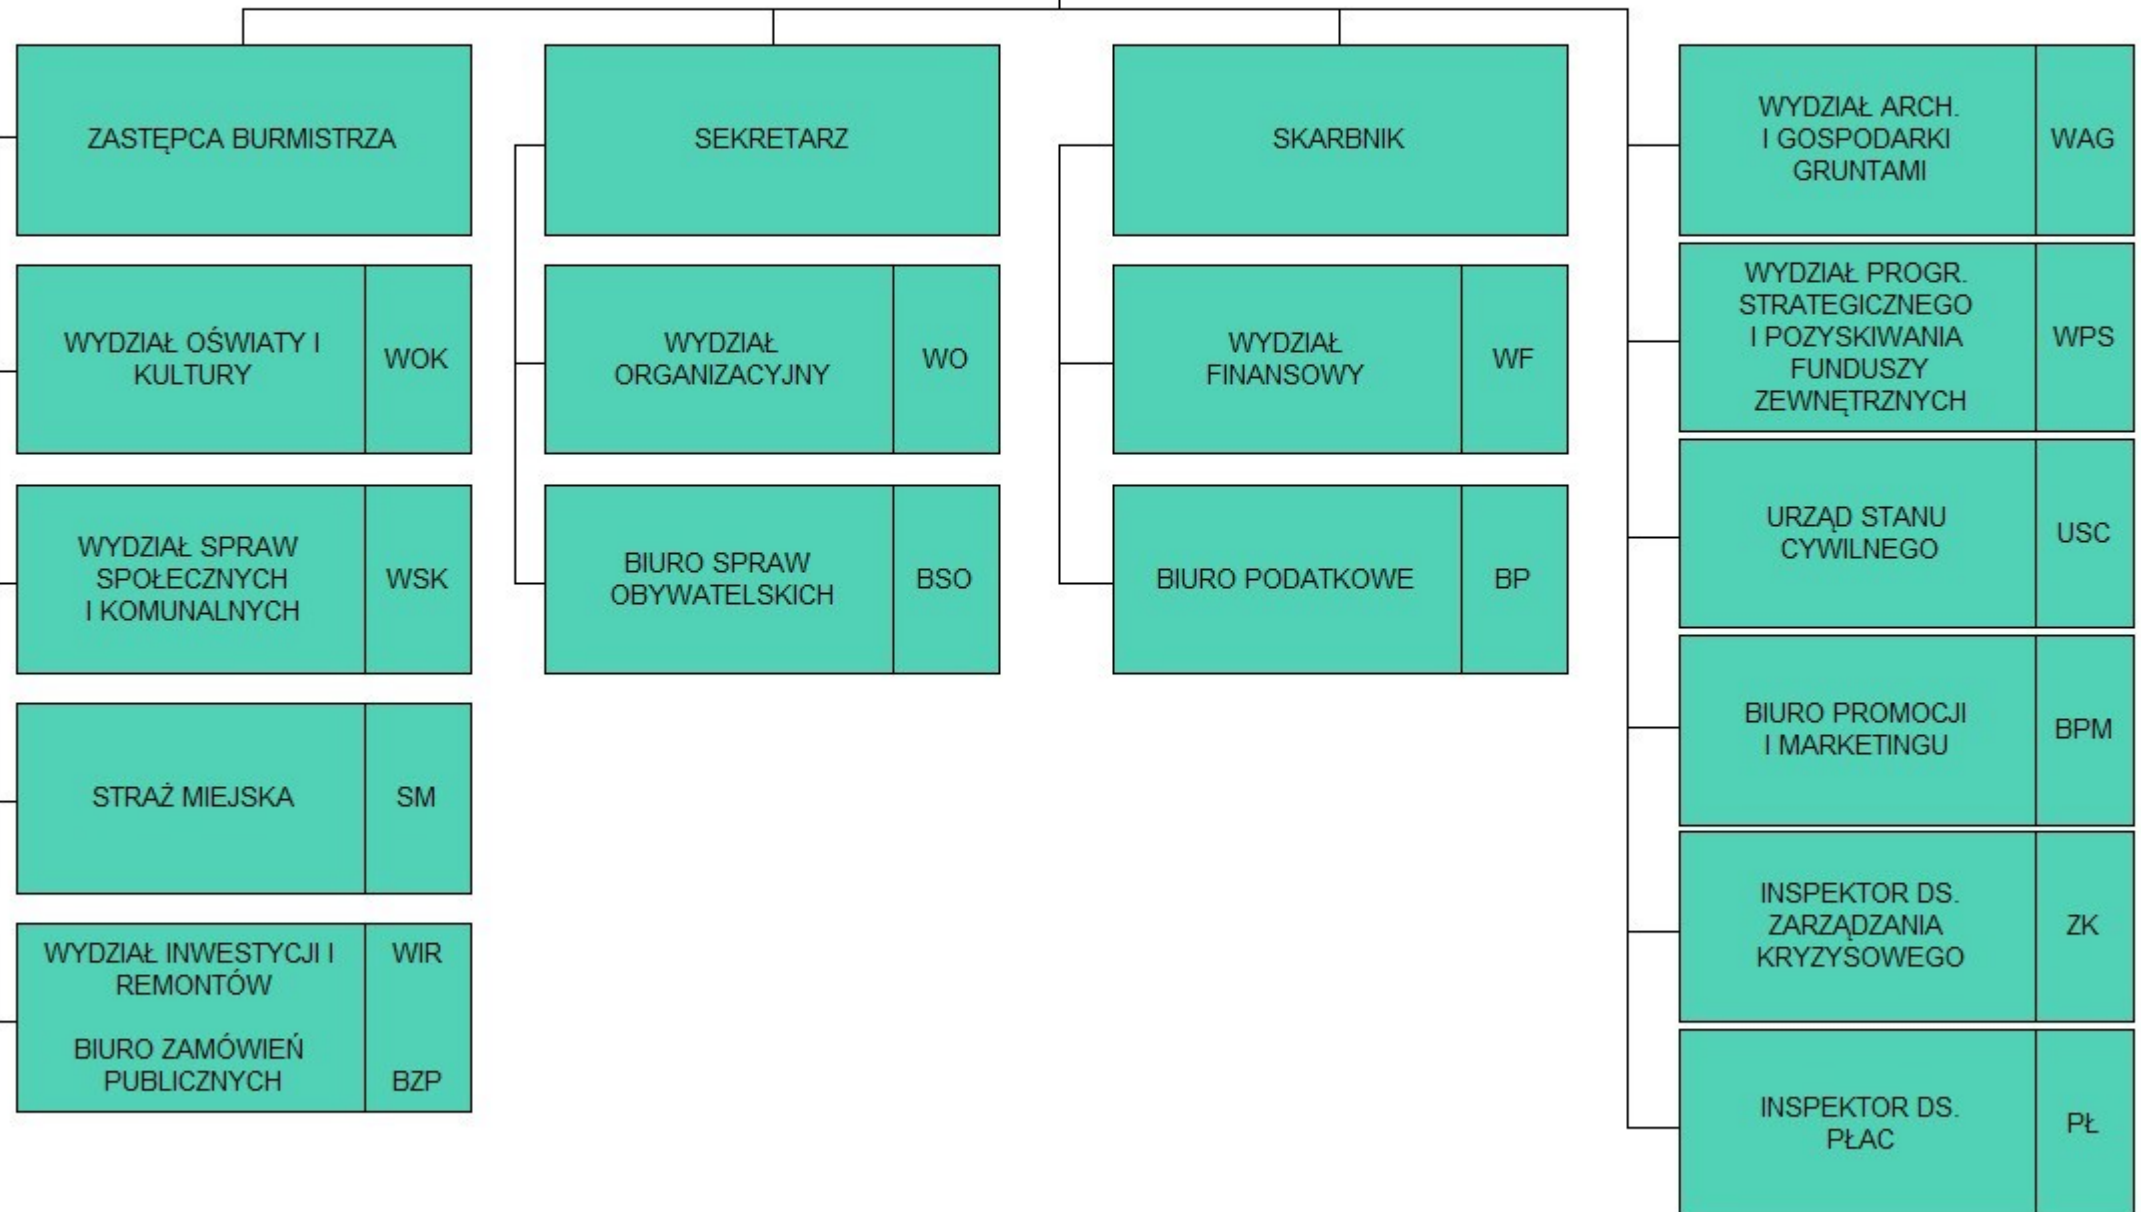 ZASTĘPCA BURMISTRZA
WYDZIAŁ OŚWIATY I
KULTURY
WOK
WYDZIAŁ SPRAW
SPOŁECZNYCH
I KOMUNALNYCH
WSK
STRAŻ MIEJSKA
SM
WYDZIAŁ INWESTYCJI I
REMONTÓW
WIR
BIURO ZAMÓWIEŃ
PUBLICZNYCH
BZP
SEKRETARZ
WYDZIAŁ
ORGANIZACYJNY
WO
BIURO SPRAW
OBYWATELSKICH
BSO
SKARBNIK
WYDZIAŁ
FINANSOWY
WF
BIURO PODATKOWE
BP
WYDZIAŁ ARCH.
I GOSPODARKI
GRUNTAMI
WAG
WYDZIAŁ PROGR.
STRATEGICZNEGO
I POZYSKIWANIA
FUNDUSZY
ZEWNĘTRZNYCH
WPS
URZĄD STANU
CYWILNEGO
USC
BIURO PROMOCJI
I MARKETINGU
BPM
INSPEKTOR DS.
ZARZĄDZANIA
KRYZYSOWEGO
ZK
INSPEKTOR DS.
PŁAC
PŁ